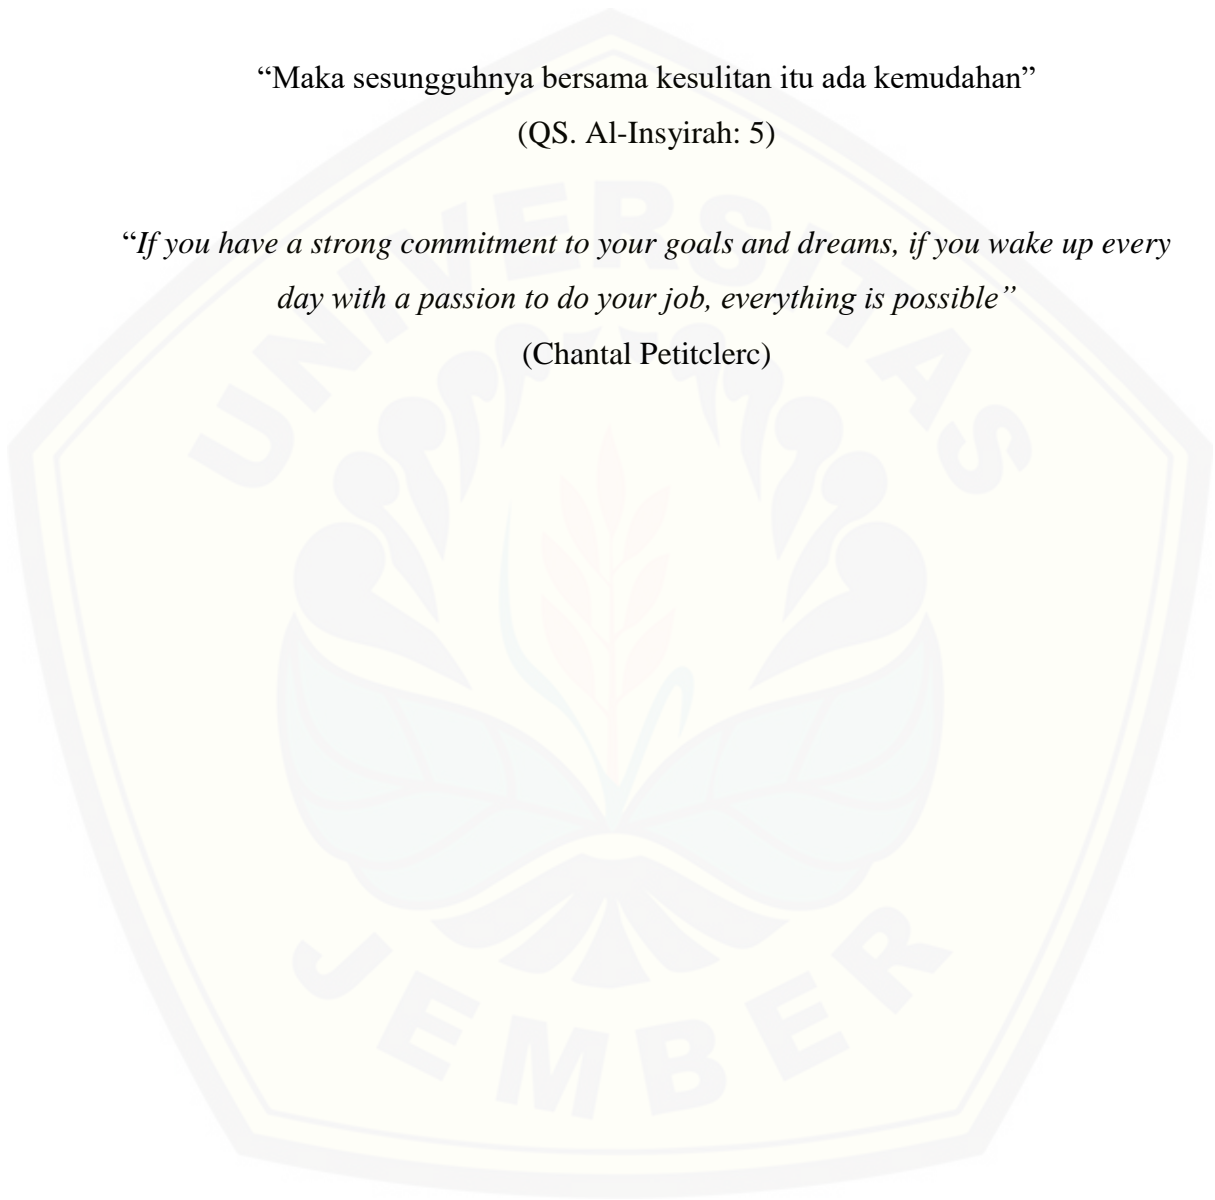 “Maka sesungguhnya bersama kesulitan itu ada kemudahan”
(QS. Al-Insyirah: 5)
“If you have a strong commitment to your goals and dreams, if you wake up every
day with a passion to do your job, everything is possible”
(Chantal Petitclerc)
UNIVERSITAS
JEMBER